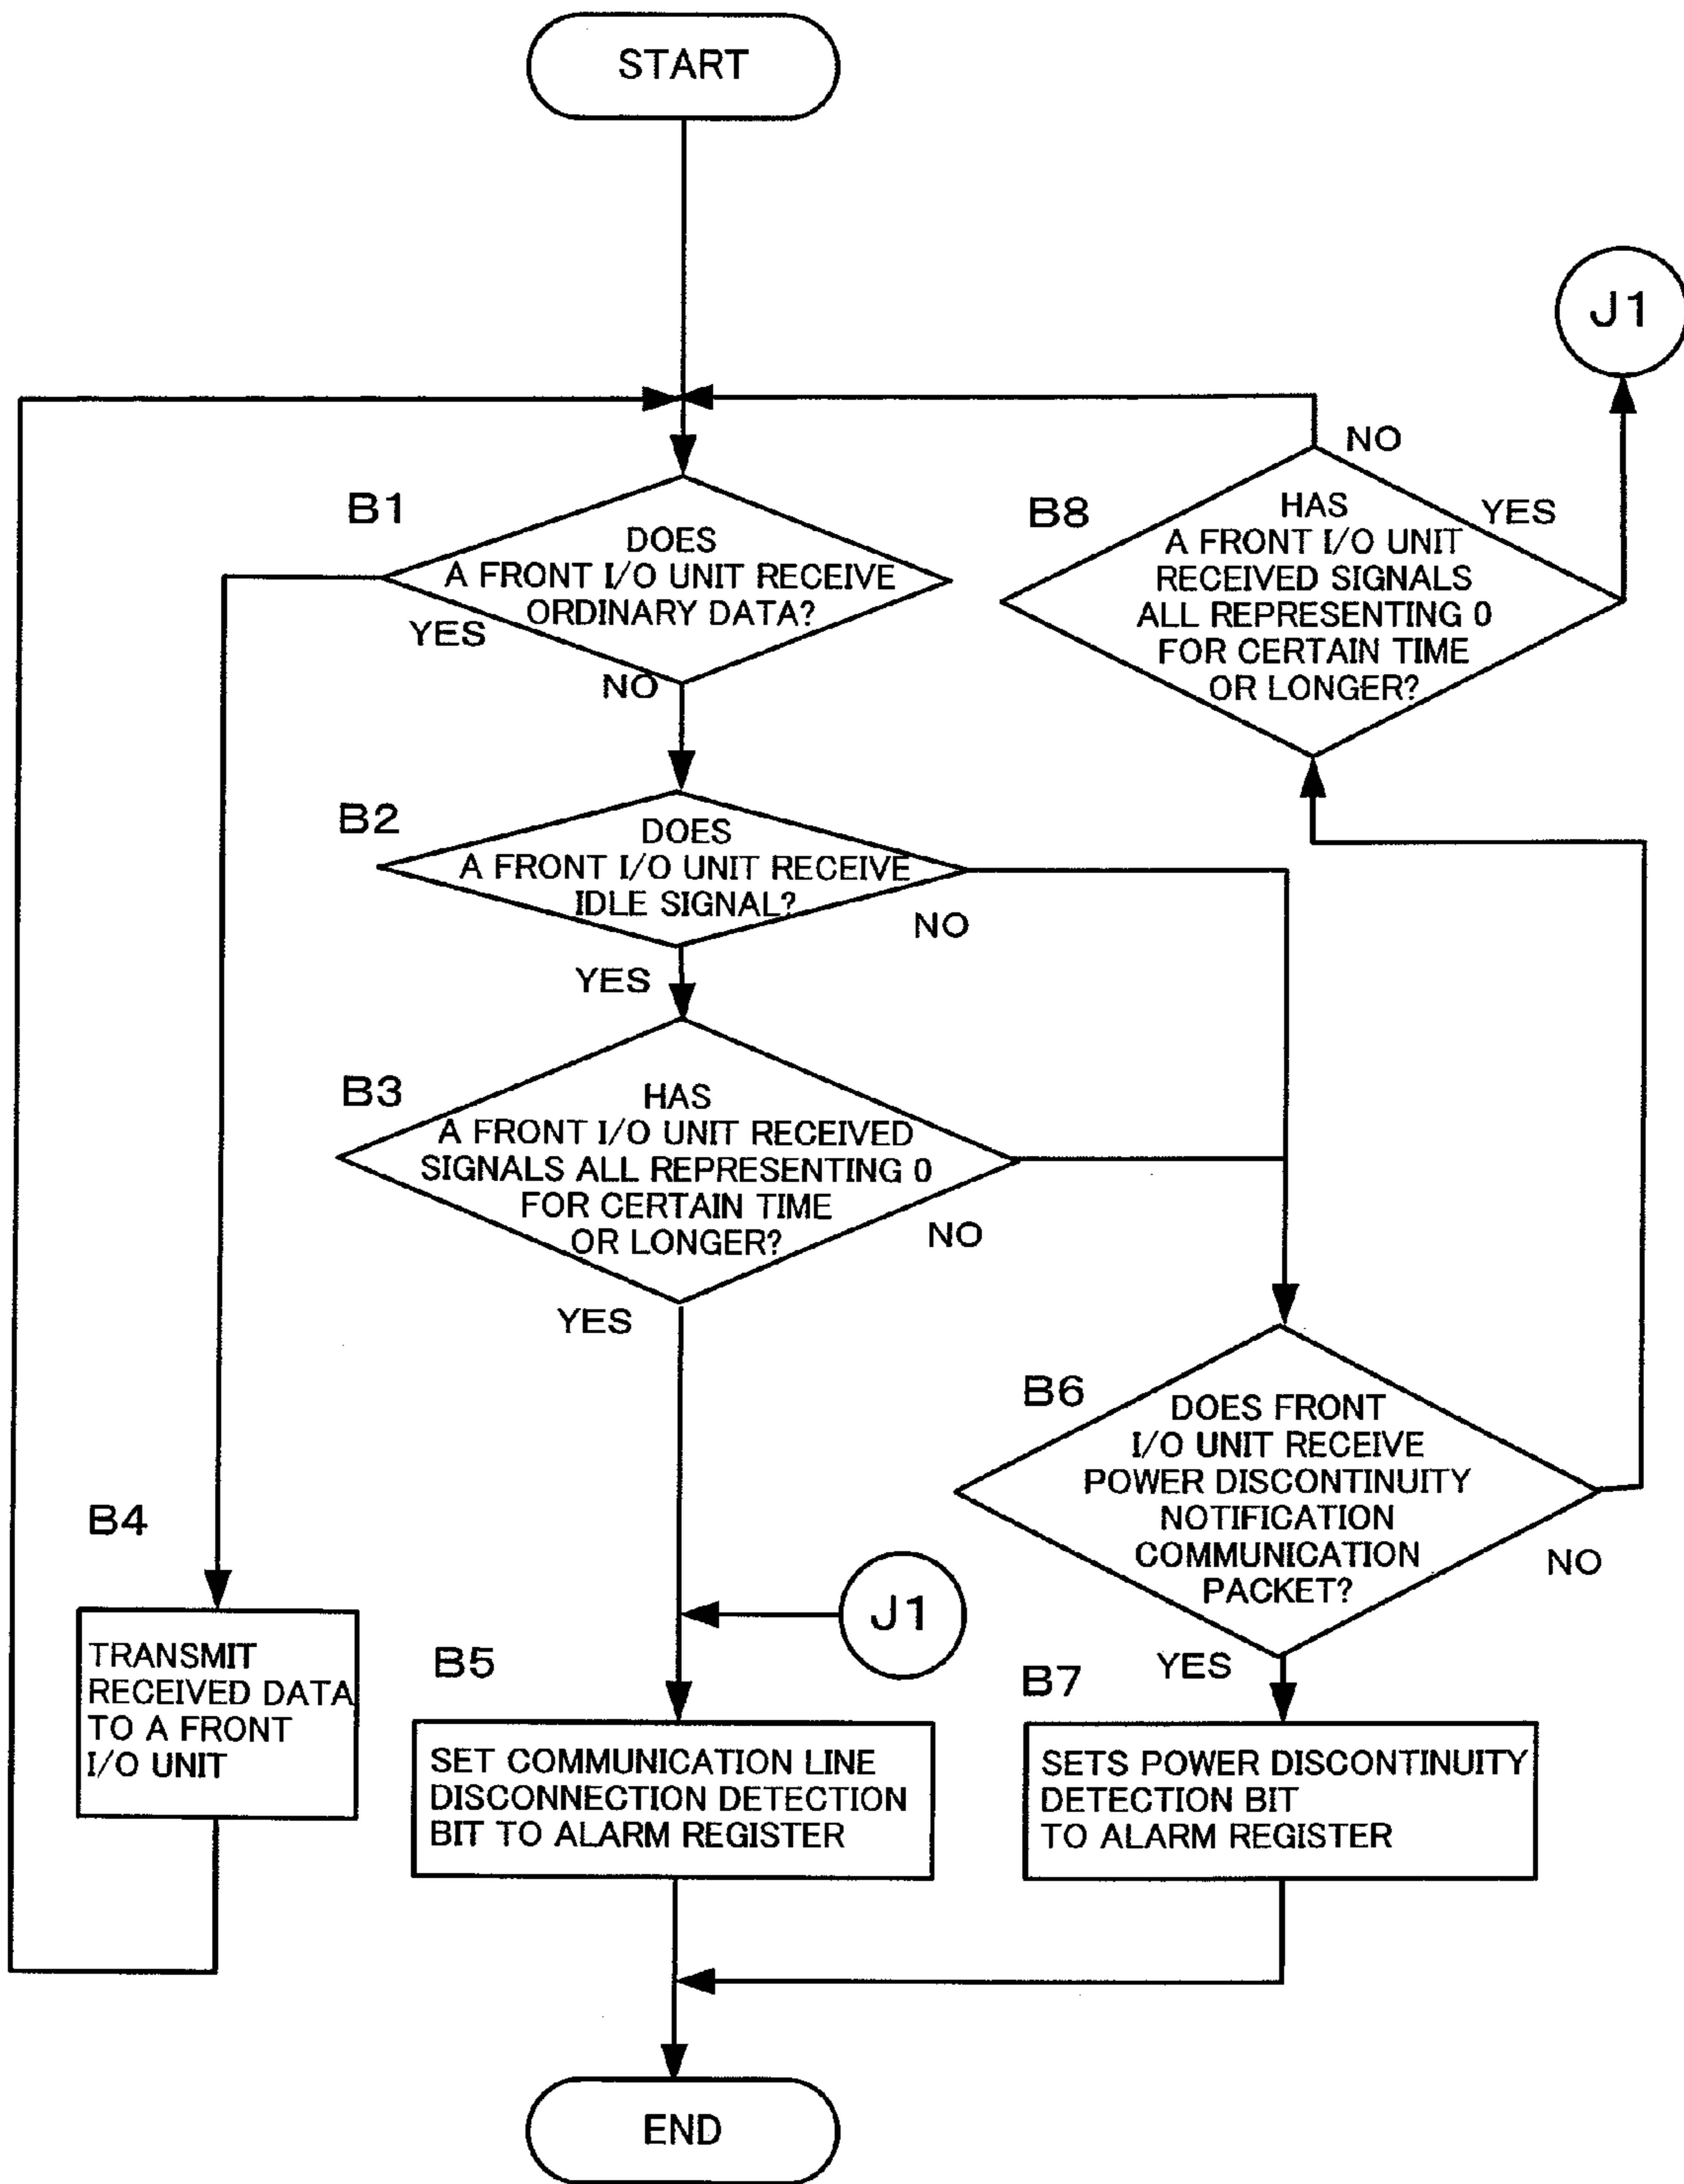 START
J1
NO
B1
DOES
A FRONT I/O UNIT RECEIVE
ORDINARY DATA?
YES
NO
B8
HAS
A FRONT I/O UNIT
RECEIVED SIGNALS
ALL REPRESENTING 0
FOR CERTAIN TIME
OR LONGER?
YES
B2
DOES
A FRONT I/O UNIT RECEIVE
IDLE SIGNAL?
NO
YES
B3
HAS
A FRONT I/O UNIT RECEIVED
SIGNALS ALL REPRESENTING 0
FOR CERTAIN TIME
OR LONGER?
NO
YES
B6
DOES FRONT
I/O UNIT RECEIVE
POWER DISCONTINUITY
NOTIFICATION
COMMUNICATION
PACKET?
NO
YES
B4
TRANSMIT
RECEIVED DATA
TO A FRONT
I/O UNIT
J1
B5
SET COMMUNICATION LINE
DISCONNECTION DETECTION
BIT TO ALARM REGISTER
B7
SETS POWER DISCONTINUITY
DETECTION BIT
TO ALARM REGISTER
END